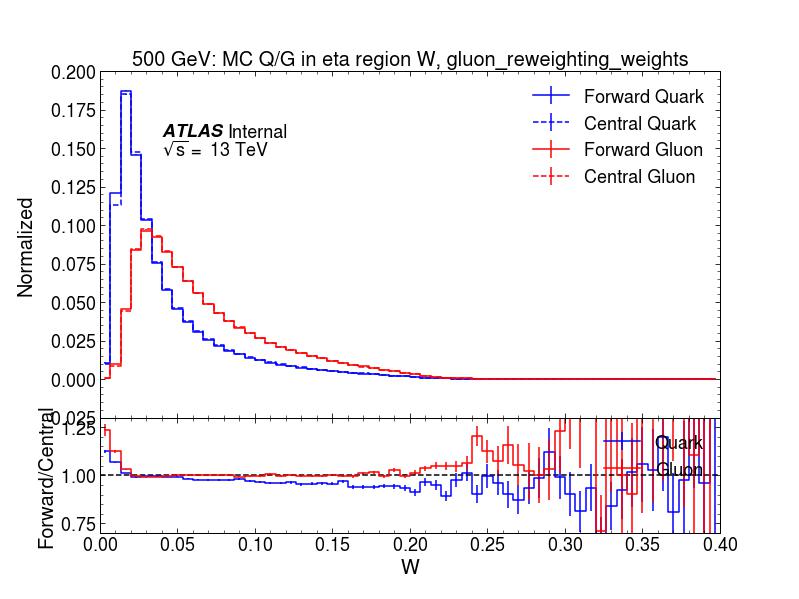 500 GeV: MC Q/G in eta region W, gluon_reweighting_weights
0.200
0.175
0.150
0.125
0.100
0.075
0.050
0.025
0.000
0.025
Normalized
ATLAS Internal
√s = 13 TeV
Forward Quark
Central Quark
Forward Gluon
Central Gluon
1.25
1.00
0.75
Forward/Central
Quark
Gluon
0.00 0.05 0.10 0.15 0.20 0.25 0.30 0.35 0.40
W